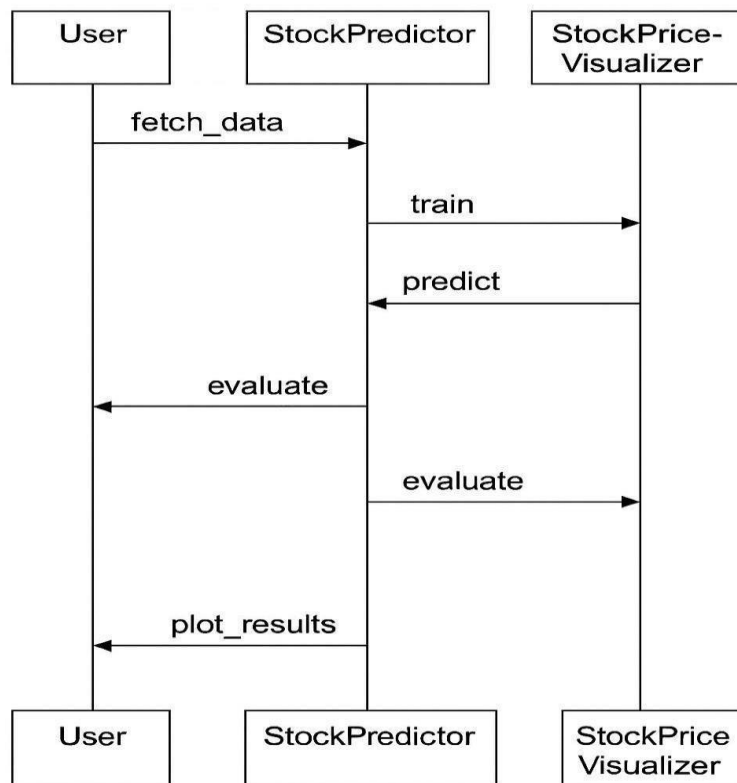 User
StockPredictor
StockPrice-
Visualizer
fetch_data
train
predict
evaluate
evaluate
plot_results
User
StockPredictor
StockPrice
Visualizer